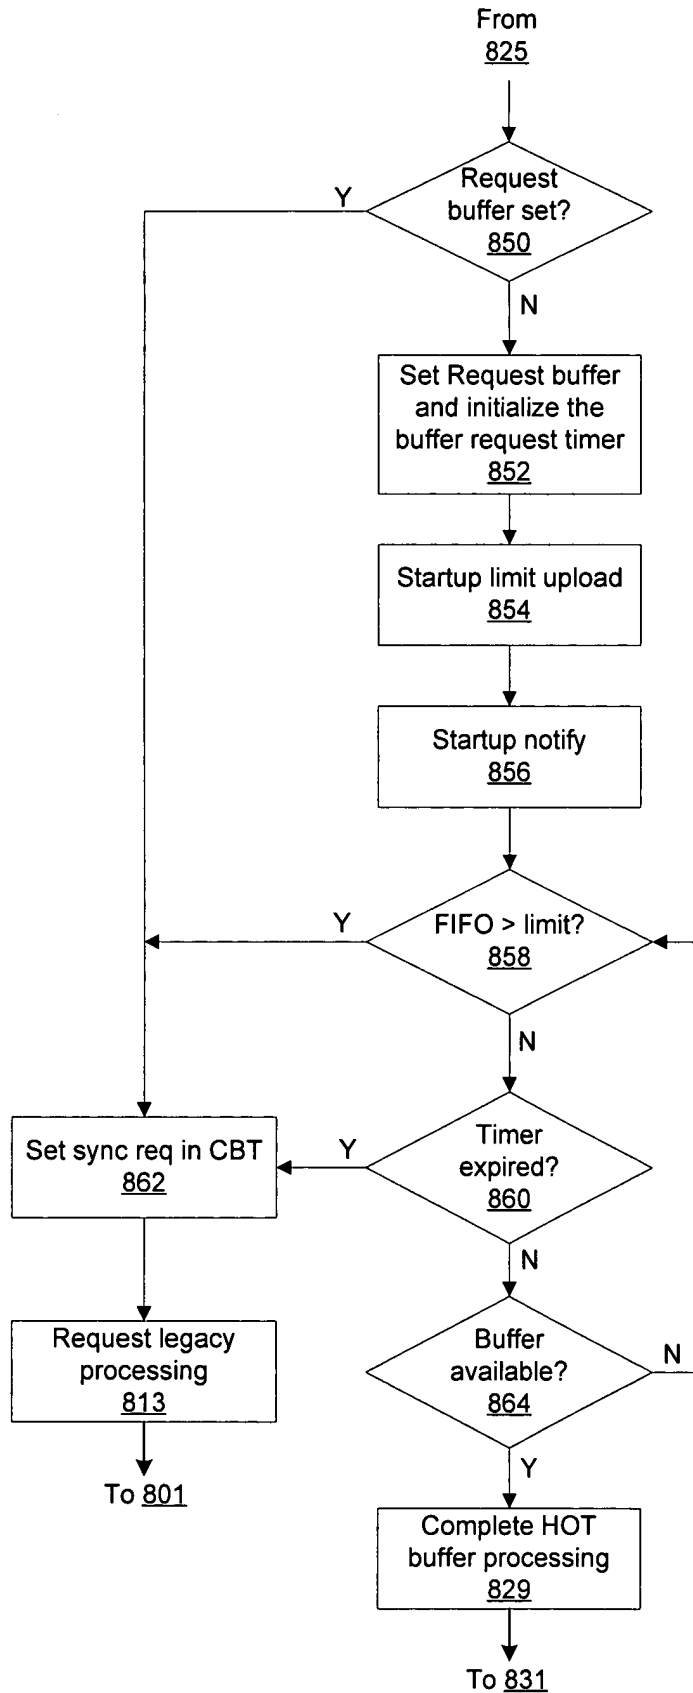 From
825
Request
buffer set?
850
Y
N
Set Request buffer
and initialize the
buffer request timer
852
Startup limit upload
854
Startup notify
856
FIFO > limit?
858
Y
N
Timer
expired?
860
Y
N
Set sync req in CBT
862
Request legacy
processing
813
To 801
Buffer
available?
864
N
Y
Complete HOT
buffer processing
829
To 831